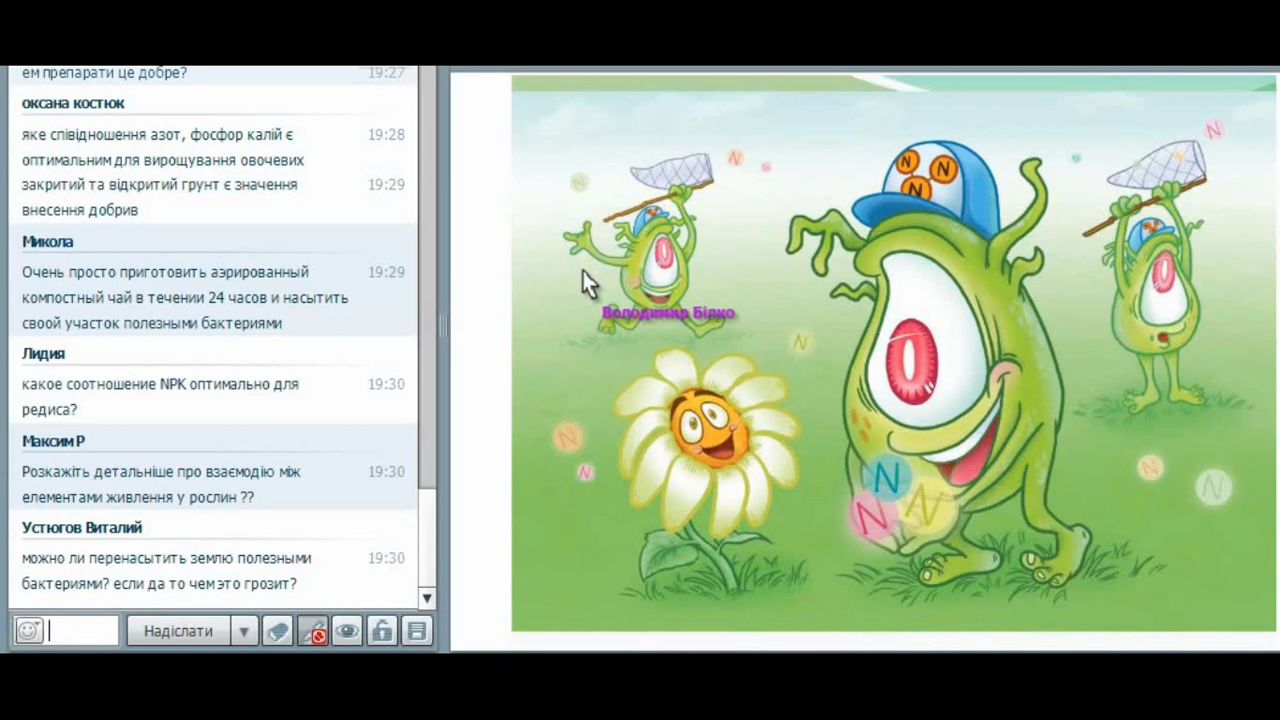 ем препарати це добре? 19:27
оксана костюк
яке співідношення азот, фосфор калій є 19:28
оптимальним для вирощування овочевих
закритий та відкритий грунт є значення 19:29
внесення добрив
Микола
Очень просто приготовить аэрированный 19:29
компостный чай в течении 24 часов и насытить
своой участок полезными бактериями
Лидия
какое соотношение NPK оптимально для 19:30
редиса?
Максим Р
Розкажіть детальніше про взаємодію між 19:30
елементами живлення у рослин ??
Устюгов Виталий
можно ли перенасытить землю полезными 19:30
бактериями? если да то чем это грозит?
Надіслати
N
N N
N
N
Володимир Білко
N
N
N
N
N
N N
N
N